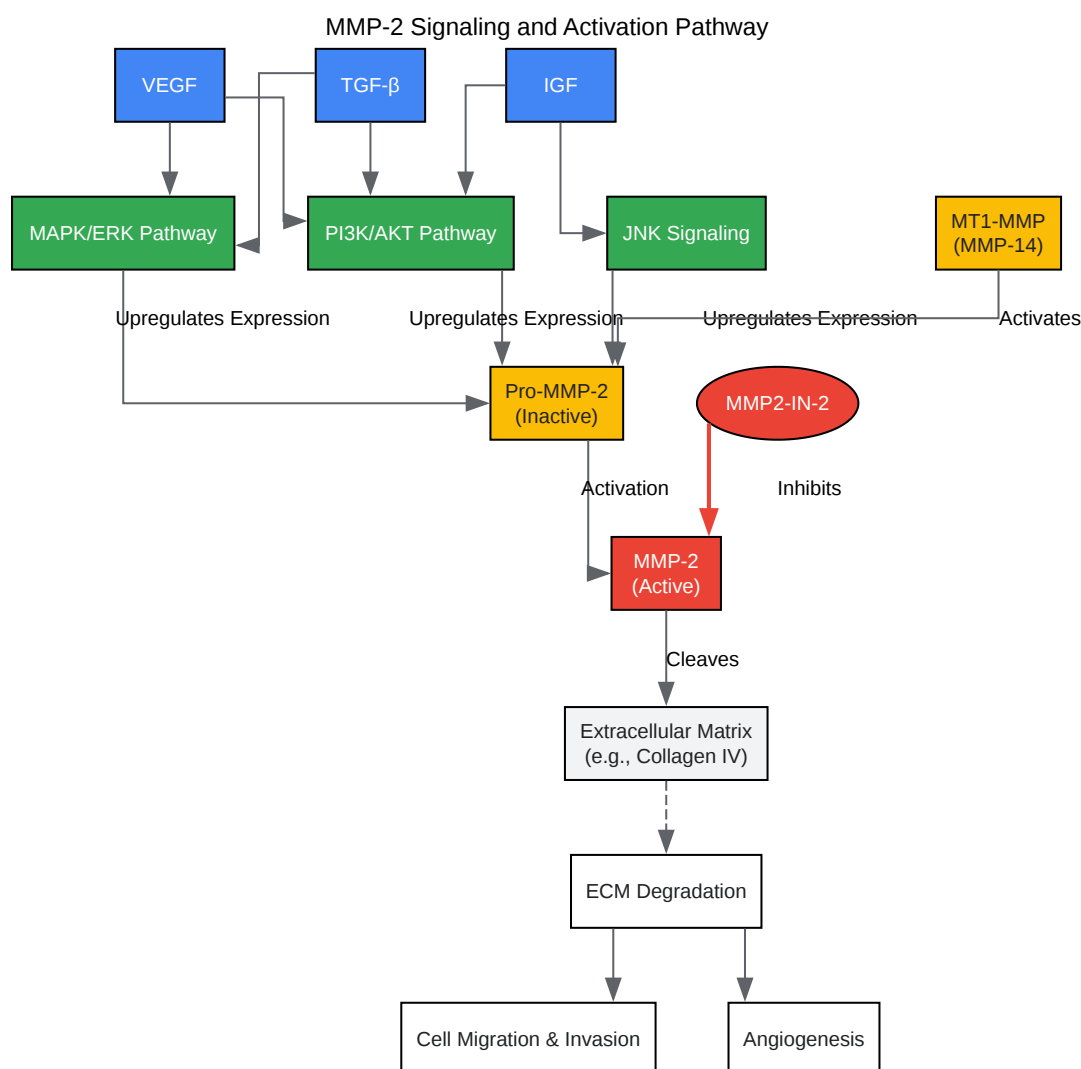 MMP-2 Signaling and Activation Pathway
VEGF
TGF-β
IGF
MAPK/ERK Pathway
PI3K/AKT Pathway
JNK Signaling
MT1-MMP
(MMP-14)
Upregulates Expression
Upregulates Expression
Upregulates Expression
Activates
Pro-MMP-2
(Inactive)
MMP2-IN-2
Activation
Inhibits
MMP-2
(Active)
Cleaves
Extracellular Matrix
(e.g., Collagen IV)
ECM Degradation
Cell Migration & Invasion
Angiogenesis